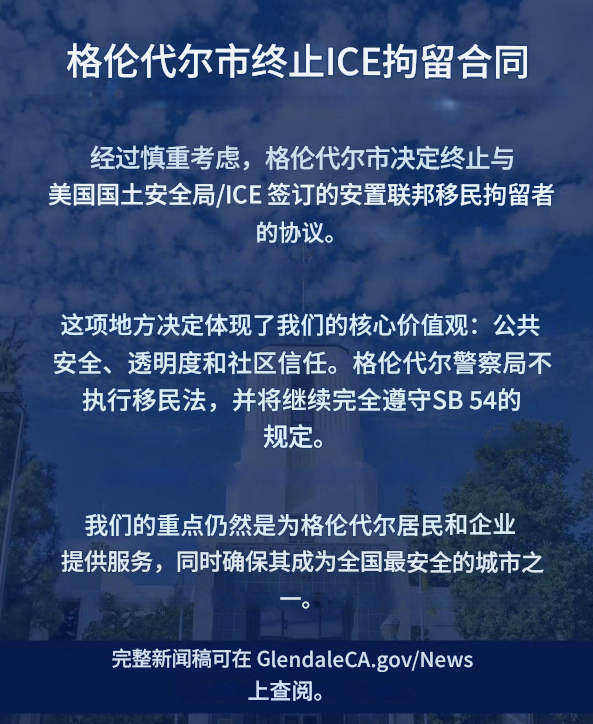 格伦代尔市终止ICE拘留合同
经过慎重考虑，格伦代尔市决定终止与
美国国土安全局/ICE 签订的安置联邦移民拘留者
的协议。
这项地方决定体现了我们的核心价值观：公共
安全、透明度和社区信任。格伦代尔警察局不
执行移民法，并将继续完全遵守SB 54的
规定。
我们的重点仍然是为格伦代尔居民和企业
提供服务，同时确保其成为全国最安全的城市之
一。
完整新闻稿可在 GlendaleCA.gov/News
上查阅。